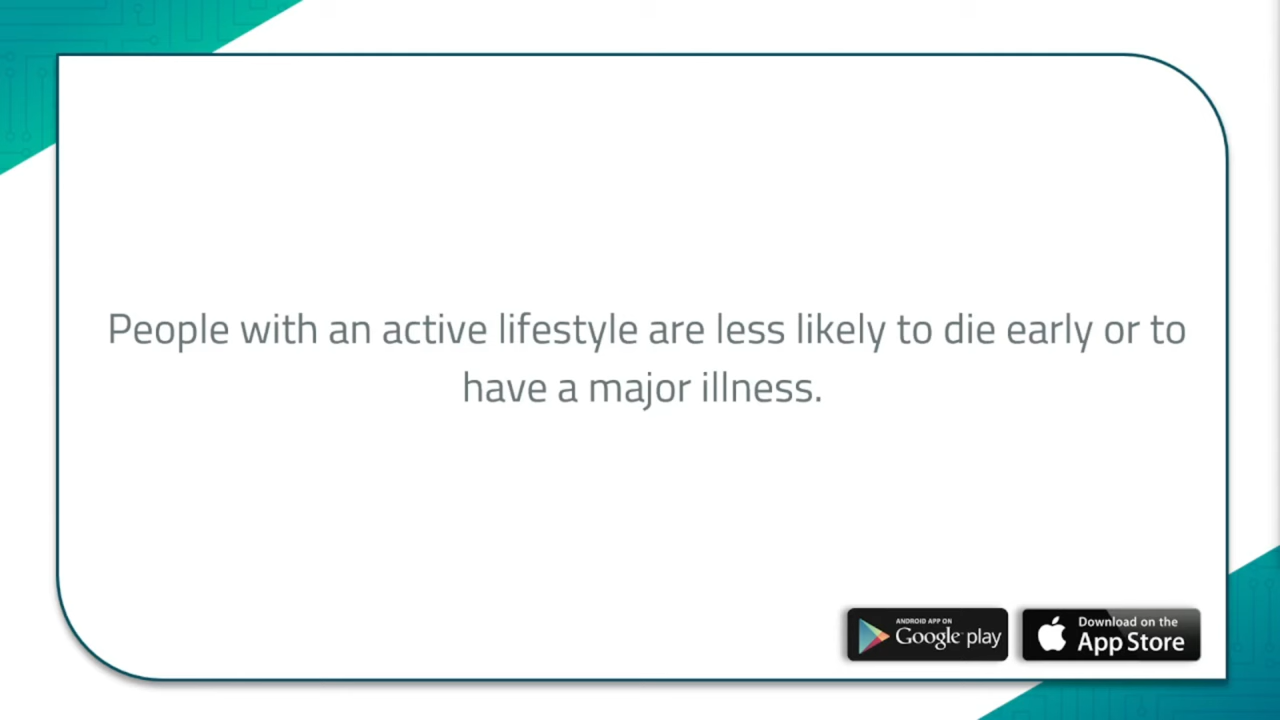 People with an active lifestyle are less likely to die early or to
have a major illness.
ANDROID APP ON
Google play
Download on the
App Store